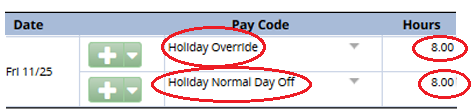 Date Pay Code Hours
Holiday Override 8.00
Fri 11/25
Holiday Normal Day Off 8.00